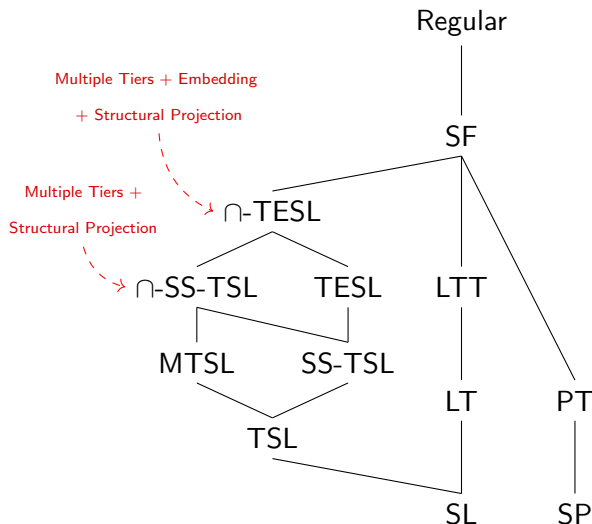 Regular
Multiple Tiers + Embedding
+ Structural Projection
SF
Multiple Tiers +
Structural Projection
∩-TESL
∩-SS-TSL
TESL
LTT
MTSL
SS-TSL
LT
PT
TSL
SL
SP